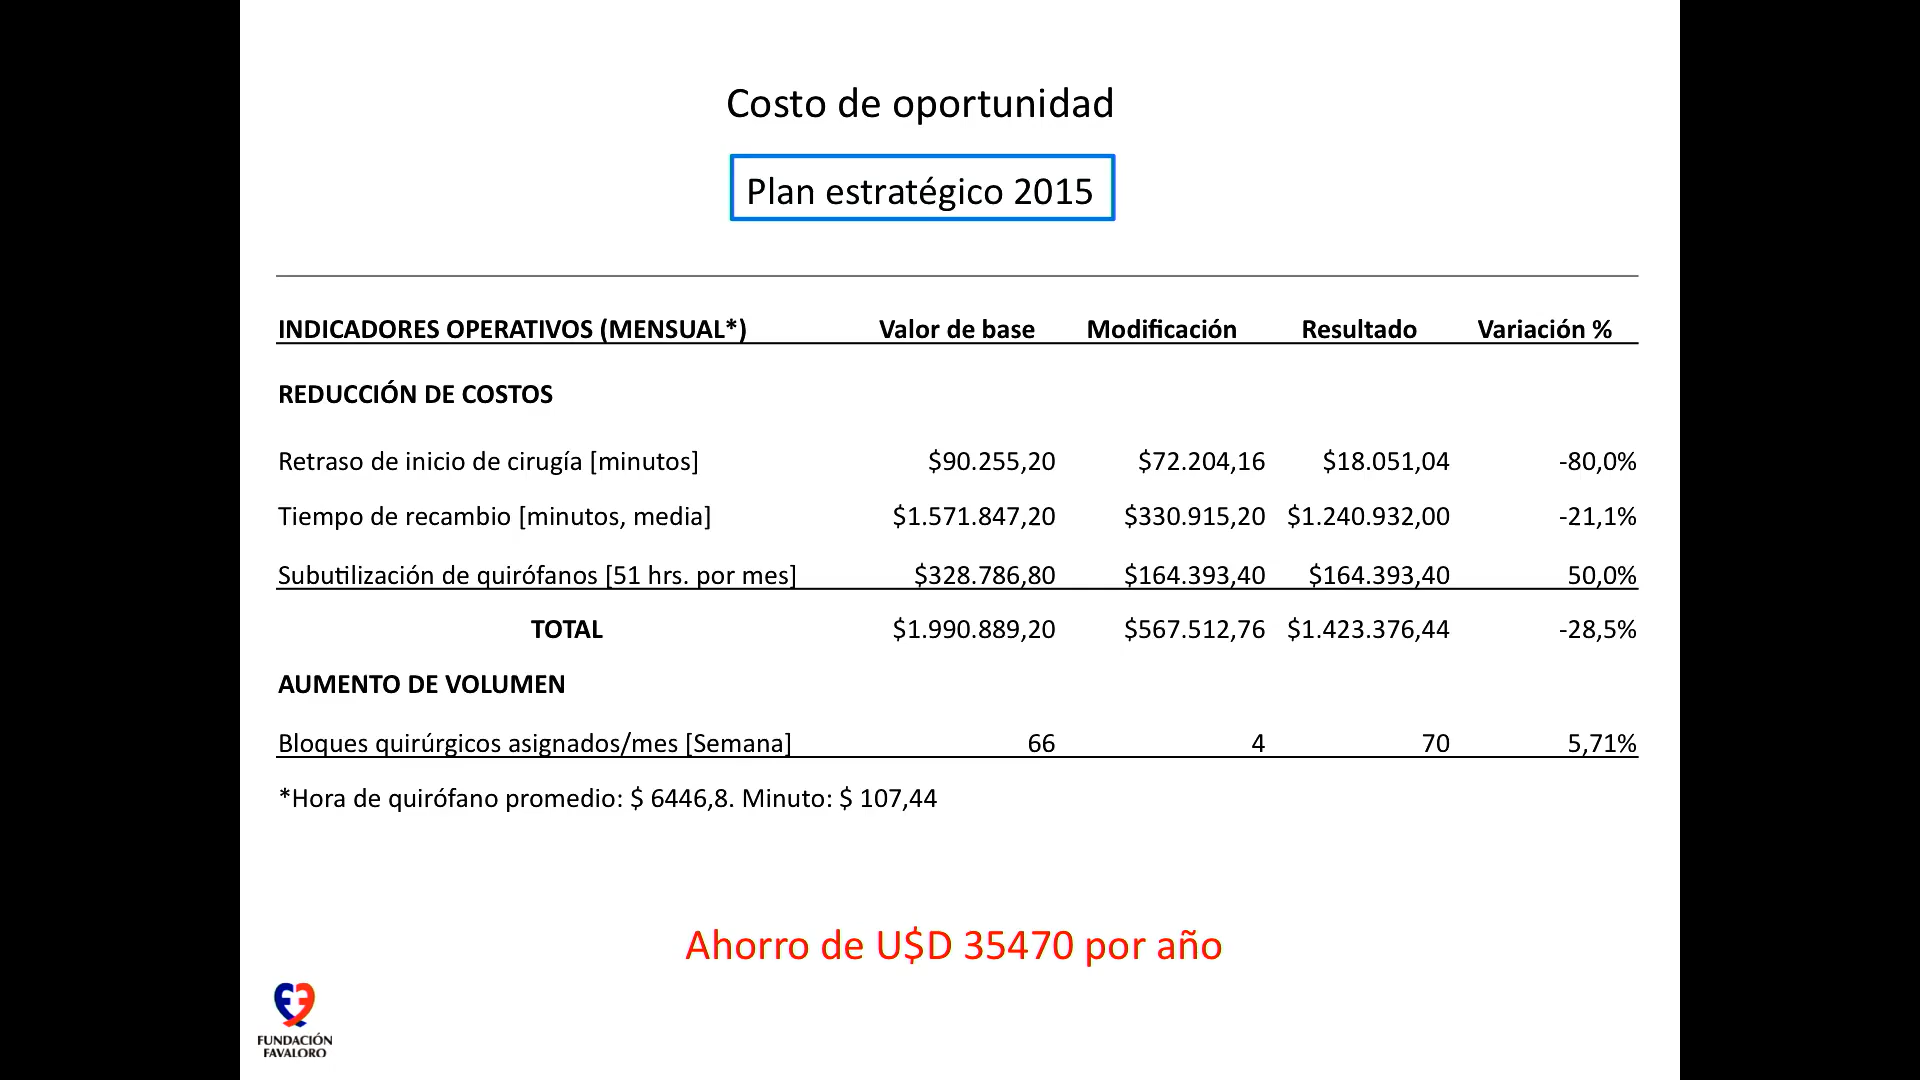 Costo de oportunidad
Plan estratégico 2015
INDICADORES OPERATIVOS (MENSUAL*) Valor de base Modificación Resultado Variación %
REDUCCIÓN DE COSTOS
Retraso de inicio de cirugía [minutos] $90.255,20 $72.204,16 $18.051,04 -80,0%
Tiempo de recambio [minutos, media] $1.571.847,20 $330.915,20 $1.240.932,00 -21,1%
Subutilización de quirófanos [51 hrs. por mes] $328.786,80 $164.393,40 $164.393,40 50,0%
TOTAL $1.990.889,20 $567.512,76 $1.423.376,44 -28,5%
AUMENTO DE VOLUMEN
Bloques quirúrgicos asignados/mes [Semana] 66 4 70 5,71%
*Hora de quirófano promedio: $ 6446,8. Minuto: $ 107,44
Ahorro de U$D 35470 por año
FUNDACIÓN
FAVALORO